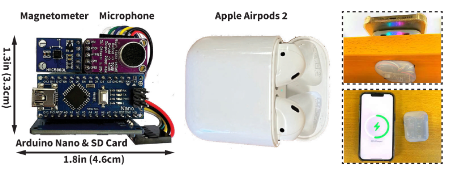 Magnetometer Microphone
Apple Airpods 2
1.3in (3.3cm)
Arduino Nano & SD Card
1.8in (4.6cm)